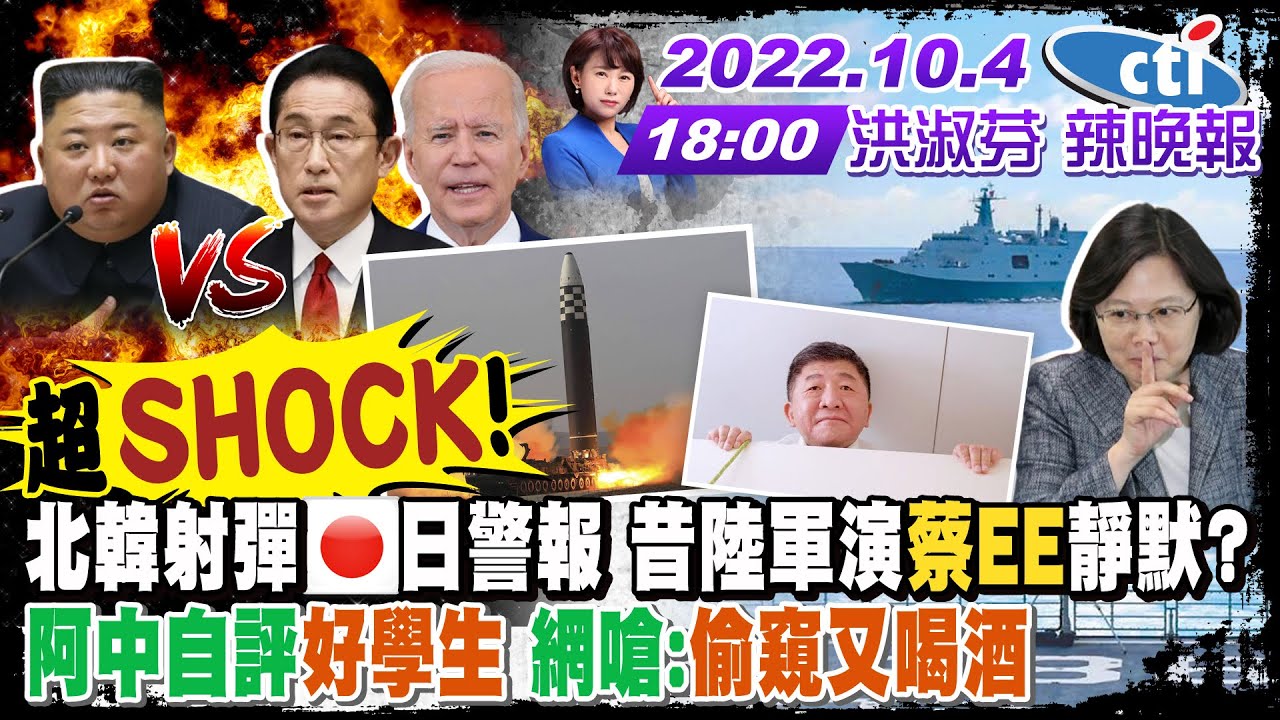 2022.10.4
cti
18:00 洪淑芬 辣晚報
VS
超SHOCK!
北韓射彈日警報 昔陸軍演蔡EE靜默?
阿中自評好學生 網嗆:偷窺又喝酒